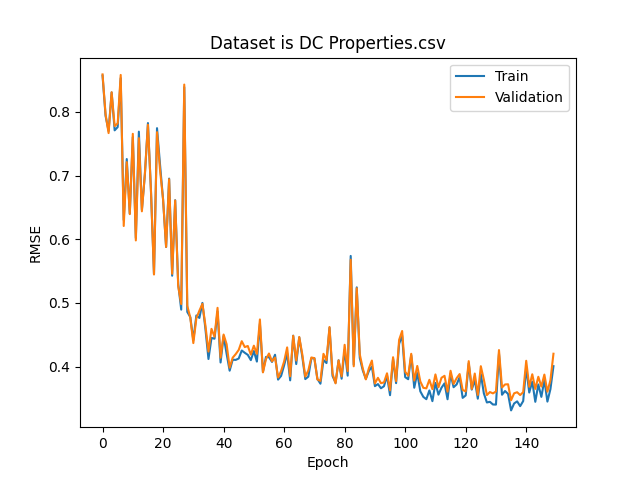 Dataset is DC Properties.csv
Train
Validation
RMSE
0.8
0.7
0.6
0.5
0.4
0 20 40 60 80 100 120 140
Epoch